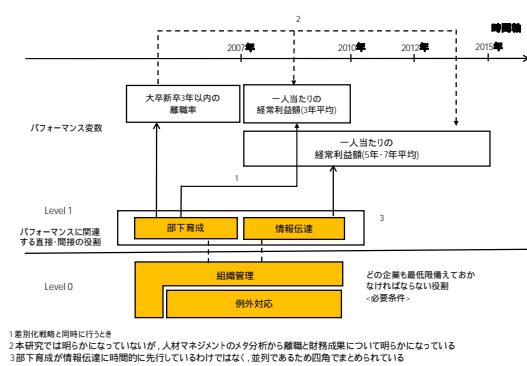 2
時間軸
2007年
2010年
2012年
2015年
大卒新卒3年以内の
離職率
一人当たりの
経常利益額(3年平均)
パフォーマンス変数
一人当たりの
経常利益額(5年・7年平均)
1
Level 1
3
パフォーマンスに関連
する直接・間接の役割
部下育成
情報伝達
組織管理
どの企業も最低限備えておか
なければならない役割
<必要条件>
Level 0
例外対応
1 差別化戦略と同時に行うとき
2 本研究では明らかになっていないが，人材マネジメントのメタ分析から離職と財務成果について明らかになっている
3 部下育成が情報伝達に時間的に先行しているわけではなく，並列であるため四角でまとめられている